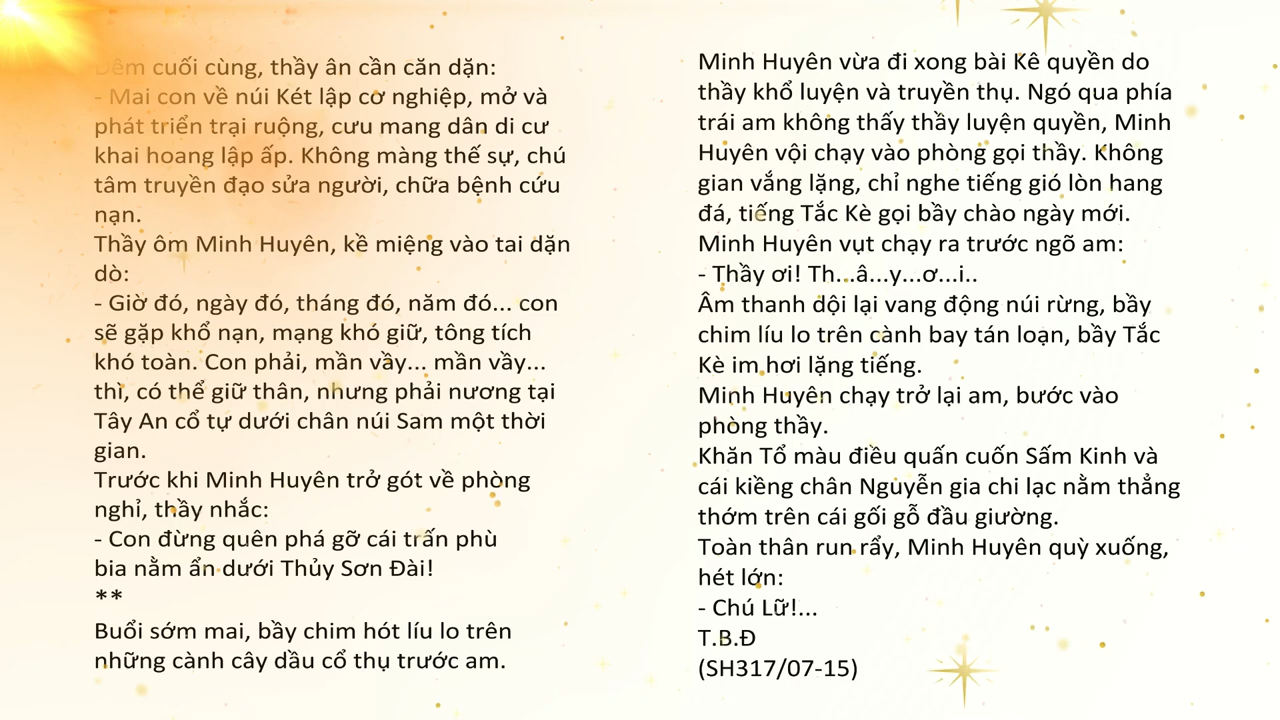 Đêm cuối cùng, thầy ân cần căn dặn:
- Mai con về núi Két lập cơ nghiệp, mở và
phát triển trại ruộng, cưu mang dân di cư
khai hoang lập ấp. Không màng thế sự, chú
tâm truyền đạo sửa người, chữa bệnh cứu
nạn.
Thầy ôm Minh Huyên, kề miệng vào tai dặn
dò:
- Giờ đó, ngày đó, tháng đó, năm đó... con
sẽ gặp khổ nạn, mạng khó giữ, tông tích
khó toàn. Con phải, mần vầy... mần vầy...
thì, có thể giữ thân, nhưng phải nương tại
Tây An cổ tự dưới chân núi Sam một thời
gian.
Trước khi Minh Huyên trở gót về phòng
nghỉ, thầy nhắc:
- Con đừng quên phá gỡ cái trấn phù
bia nằm ẩn dưới Thủy Sơn Đài!
**
Buổi sớm mai, bầy chim hót líu lo trên
những cành cây dầu cổ thụ trước am.
Minh Huyên vừa đi xong bài Kê quyền do
thầy khổ luyện và truyền thụ. Ngó qua phía
trái am không thấy thầy luyện quyền, Minh
Huyên vội chạy vào phòng gọi thầy. Không
gian vắng lặng, chỉ nghe tiếng gió lòn hang
đá, tiếng Tắc Kè gọi bầy chào ngày mới.
Minh Huyên vụt chạy ra trước ngõ am:
- Thầy ơi! Th...â...y...ơ...i..
Âm thanh dội lại vang động núi rừng, bầy
chim líu lo trên cành bay tán loạn, bầy Tắc
Kè im hơi lặng tiếng.
Minh Huyên chạy trở lại am, bước vào
phòng thầy.
Khăn Tổ màu điều quấn cuốn Sấm Kinh và
cái kiềng chân Nguyễn gia chi lạc nằm thẳng
thớm trên cái gối gỗ đầu giường.
Toàn thân run rẩy, Minh Huyên quỳ xuống,
hét lớn:
- Chú Lữ!...
T.B.Đ
(SH317/07-15)